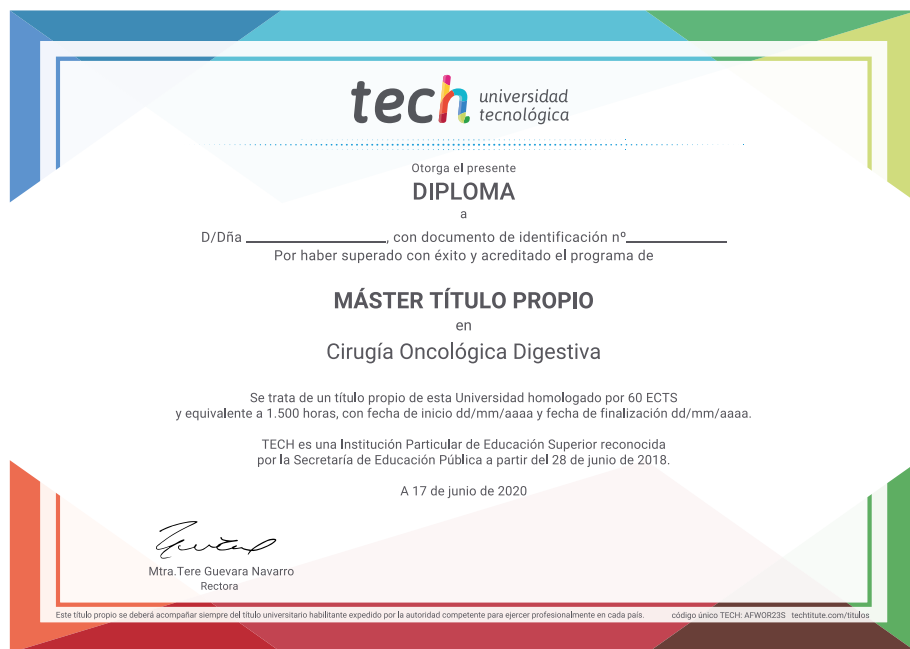 tech universidad
tecnológica
Otorga el presente
DIPLOMA
a
D/Dña ______________, con documento de identificación nº__________
Por haber superado con éxito y acreditado el programa de
MÁSTER TÍTULO PROPIO
en
Cirugía Oncológica Digestiva
Se trata de un título propio de esta Universidad homologado por 60 ECTS
y equivalente a 1.500 horas, con fecha de inicio dd/mm/aaaa y fecha de finalización dd/mm/aaaa.
TECH es una Institución Particular de Educación Superior reconocida
por la Secretaría de Educación Pública a partir del 28 de junio de 2018.
A 17 de junio de 2020
Mtra.Tere Guevara Navarro
Rectora
Este título propio se deberá acompañar siempre del título universitario habilitante expedido por la autoridad competente para ejercer profesionalmente en cada país. código único TECH: AFWOR23S techtitute.com/titulos